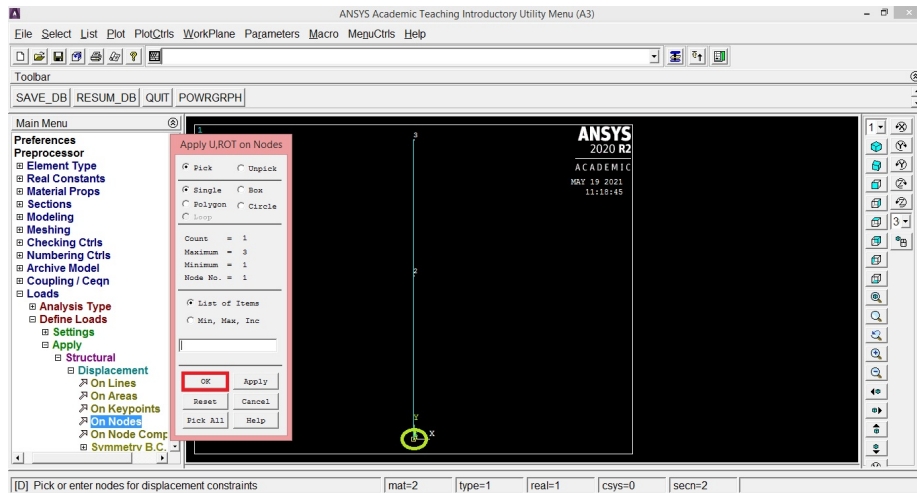 ANSYS Academic Teaching Introductory Utility Menu (A3)
File Select List Plot PlotCtrls WorkPlane Parameters Macro MenuCtrls Help
Toolbar
SAVE_DB RESUM_DB QUIT POWRGRPH
Main Menu
Preferences
Preprocessor
Element Type
Real Constants
Material Props
Sections
Modeling
Meshing
Checking Ctrls
Numbering Ctrls
Archive Model
Coupling / Ceqn
Loads
Analysis Type
Define Loads
Settings
Apply
Structural
Displacement
On Lines
On Areas
On Keypoints
On Nodes
On Node Comp
Symmetry B.C.
Apply U,ROT on Nodes
Pick Unpick
Single Box
Polygon Circle
Loop
Count = 1
Maximum = 3
Minimum = 1
Node No. = 1
List of Items
Min, Max, Inc
OK Apply
Reset Cancel
Pick All Help
1
3
2
Y
X
ANSYS
2020 R2
ACADEMIC
MAY 19 2021
11:18:45
1
3
[D] Pick or enter nodes for displacement constraints
mat=2 type=1 real=1 csys=0 secn=2